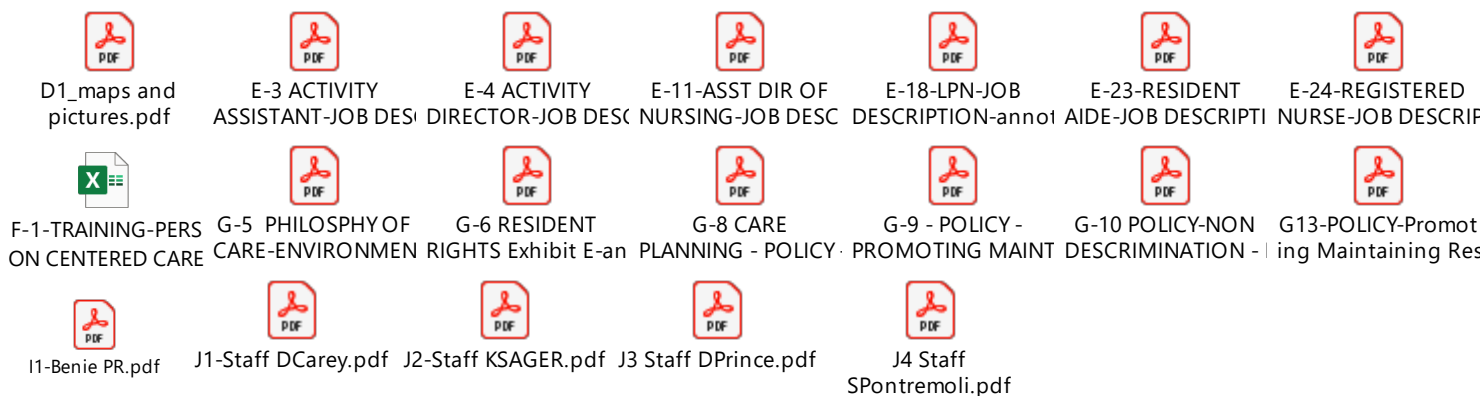 PDF PDF PDF PDF PDF PDF PDF
D1_maps and E-3 ACTIVITY E-4 ACTIVITY E-11-ASST DIR OF E-18-LPN-JOB E-23-RESIDENT E-24-REGISTERED
pictures.pdf ASSISTANT-JOB DES DIRECTOR-JOB DESC NURSING-JOB DESC DESCRIPTION-annot AIDE-JOB DESCRIPTI NURSE-JOB DESCRIP
X PDF PDF PDF PDF PDF PDF
F-1-TRAINING-PERS G-5 PHILOSPHY OF G-6 RESIDENT G-8 CARE G-9 - POLICY - G-10 POLICY-NON G13-POLICY-Promot
ON CENTERED CARE CARE-ENVIRONMEN RIGHTS Exhibit E-an PLANNING - POLICY - PROMOTING MAINT DESCRIMINATION - ing Maintaining Res
PDF PDF PDF PDF PDF
I1-Benie PR.pdf J1-Staff DCarey.pdf J2-Staff KSAGER.pdf J3 Staff DPrince.pdf J4 Staff
SPontremoli.pdf